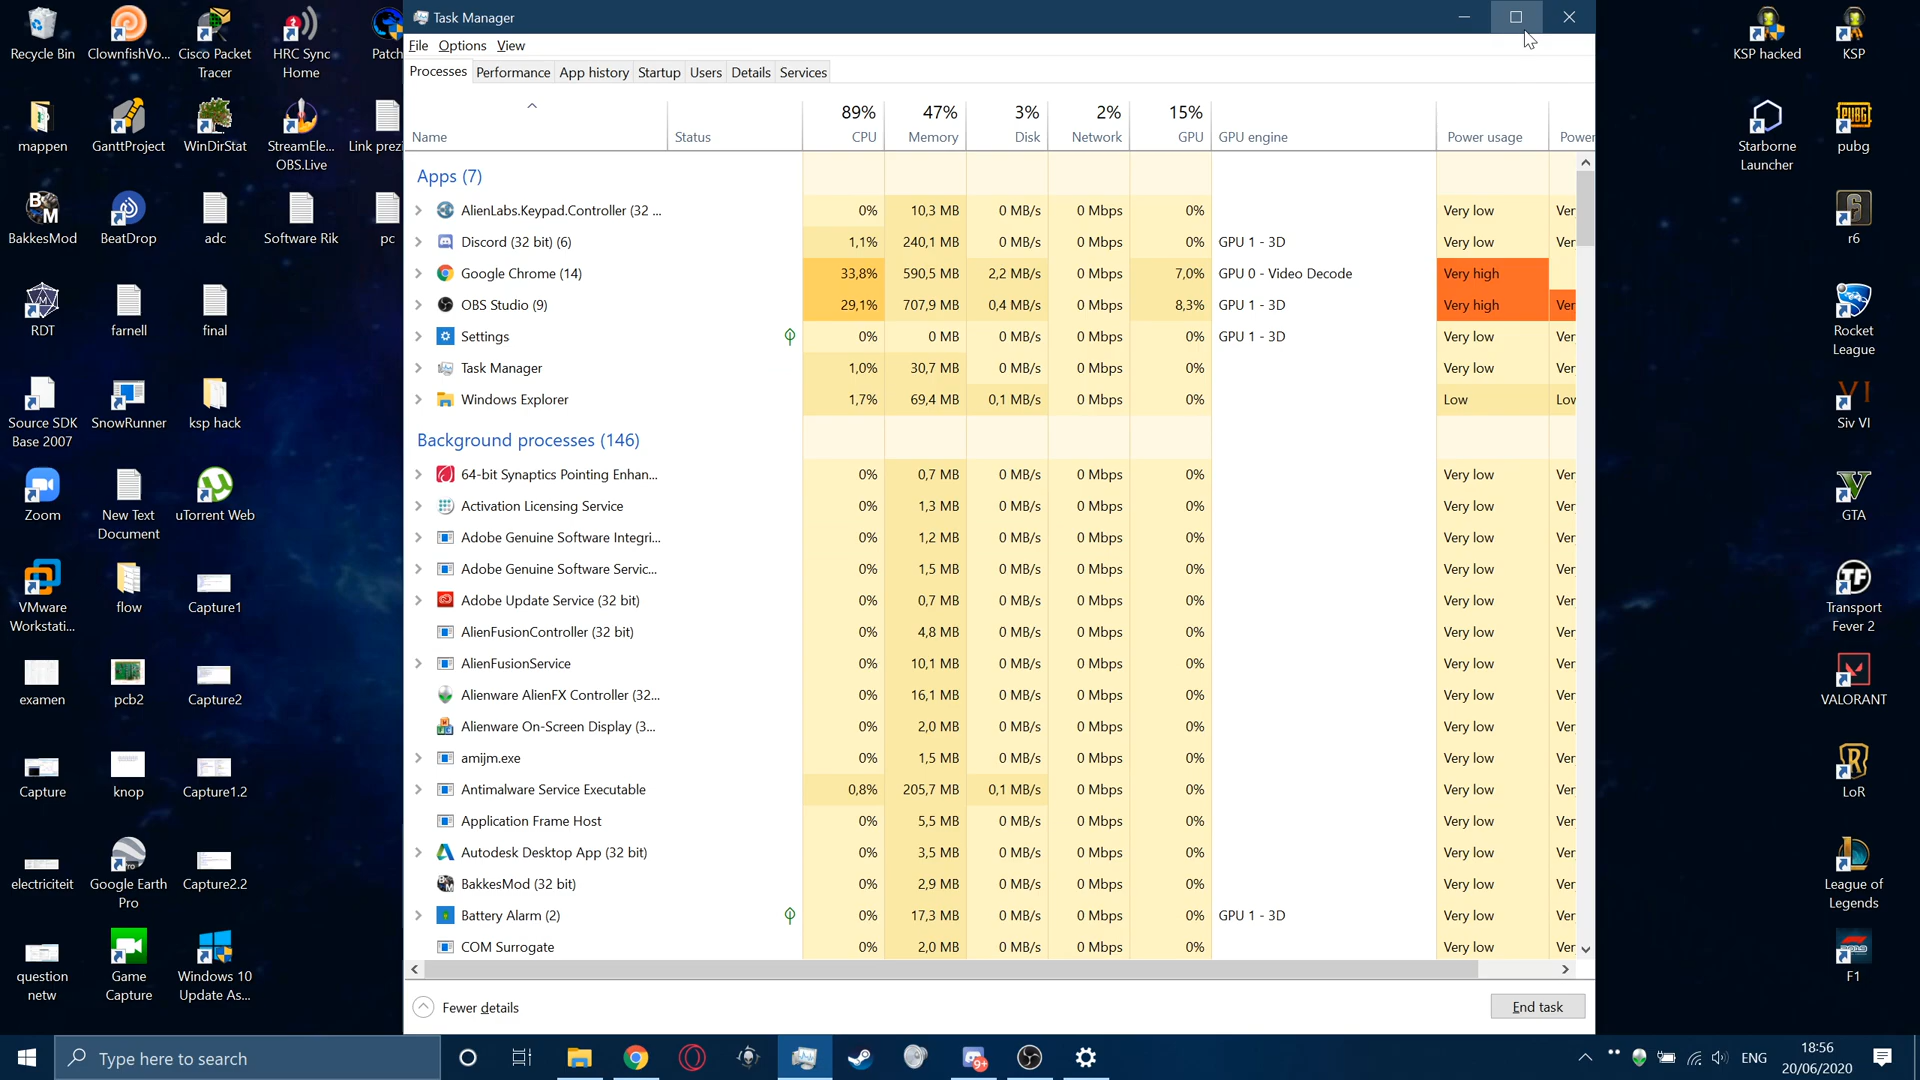 Recycle Bin
ClownfishVo...
Cisco Packet
Tracer
HRC Sync
Home
Patch
mappen
GanttProject
WinDirStat
StreamEle...
OBS.Live
Link prezi
BakkesMod
BeatDrop
adc
Software Rik
pc
RDT
farnell
final
Source SDK
Base 2007
SnowRunner
ksp hack
Zoom
New Text
Document
uTorrent Web
VMware
Workstati...
flow
Capture1
examen
pcb2
Capture2
Capture
knop
Capture1.2
electriciteit
Google Earth
Pro
Capture2.2
question
netw
Game
Capture
Windows 10
Update As...
Task Manager
File Options View
Processes Performance App history Startup Users Details Services
89% 47% 3% 2% 15%
Name Status CPU Memory Disk Network GPU GPU engine Power usage Power
Apps (7)
AlienLabs.Keypad.Controller (32 ... 0% 10,3 MB 0 MB/s 0 Mbps 0% Very low Ver
Discord (32 bit) (6) 1,1% 240,1 MB 0 MB/s 0 Mbps 0% GPU 1 - 3D Very low Ver
Google Chrome (14) 33,8% 590,5 MB 2,2 MB/s 0 Mbps 7,0% GPU 0 - Video Decode Very high
OBS Studio (9) 29,1% 707,9 MB 0,4 MB/s 0 Mbps 8,3% GPU 1 - 3D Very high Ver
Settings 0% 0 MB 0 MB/s 0 Mbps 0% GPU 1 - 3D Very low Ver
Task Manager 1,0% 30,7 MB 0 MB/s 0 Mbps 0% Very low Ver
Windows Explorer 1,7% 69,4 MB 0,1 MB/s 0 Mbps 0% Low Low
Background processes (146)
64-bit Synaptics Pointing Enhan... 0% 0,7 MB 0 MB/s 0 Mbps 0% Very low Ver
Activation Licensing Service 0% 1,3 MB 0 MB/s 0 Mbps 0% Very low Ver
Adobe Genuine Software Integri... 0% 1,2 MB 0 MB/s 0 Mbps 0% Very low Ver
Adobe Genuine Software Servic... 0% 1,5 MB 0 MB/s 0 Mbps 0% Very low Ver
Adobe Update Service (32 bit) 0% 0,7 MB 0 MB/s 0 Mbps 0% Very low Ver
AlienFusionController (32 bit) 0% 4,8 MB 0 MB/s 0 Mbps 0% Very low Ver
AlienFusionService 0% 10,1 MB 0 MB/s 0 Mbps 0% Very low Ver
Alienware AlienFX Controller (32... 0% 16,1 MB 0 MB/s 0 Mbps 0% Very low Ver
Alienware On-Screen Display (3... 0% 2,0 MB 0 MB/s 0 Mbps 0% Very low Ver
amijm.exe 0% 1,5 MB 0 MB/s 0 Mbps 0% Very low Ver
Antimalware Service Executable 0,8% 205,7 MB 0,1 MB/s 0 Mbps 0% Very low Ver
Application Frame Host 0% 5,5 MB 0 MB/s 0 Mbps 0% Very low Ver
Autodesk Desktop App (32 bit) 0% 3,5 MB 0 MB/s 0 Mbps 0% Very low Ver
BakkesMod (32 bit) 0% 2,9 MB 0 MB/s 0 Mbps 0% Very low Ver
Battery Alarm (2) 0% 17,3 MB 0 MB/s 0 Mbps 0% GPU 1 - 3D Very low Ver
COM Surrogate 0% 2,0 MB 0 MB/s 0 Mbps 0% Very low Ver
Fewer details
End task
KSP hacked
KSP
Starborne
Launcher
PUBG
pubg
r6
Rocket
League
VI
Siv VI
V
GTA
TF
Transport
Fever 2
VALORANT
LoR
League of
Legends
F1
Type here to search
9+
ENG
18:56
20/06/2020